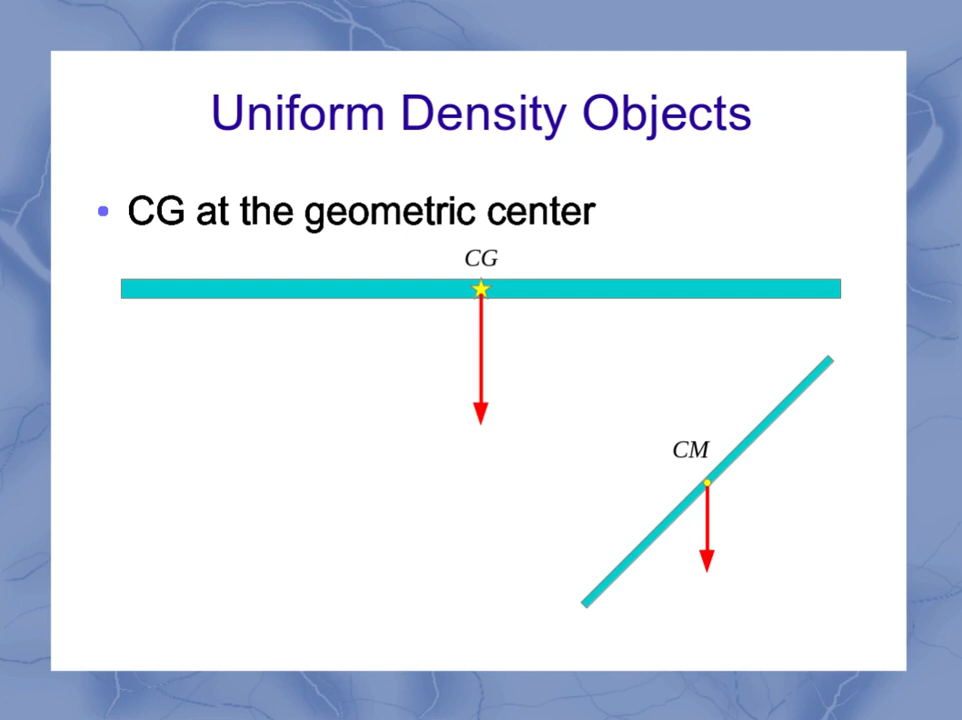 Uniform Density Objects
• CG at the geometric center
CG
CM